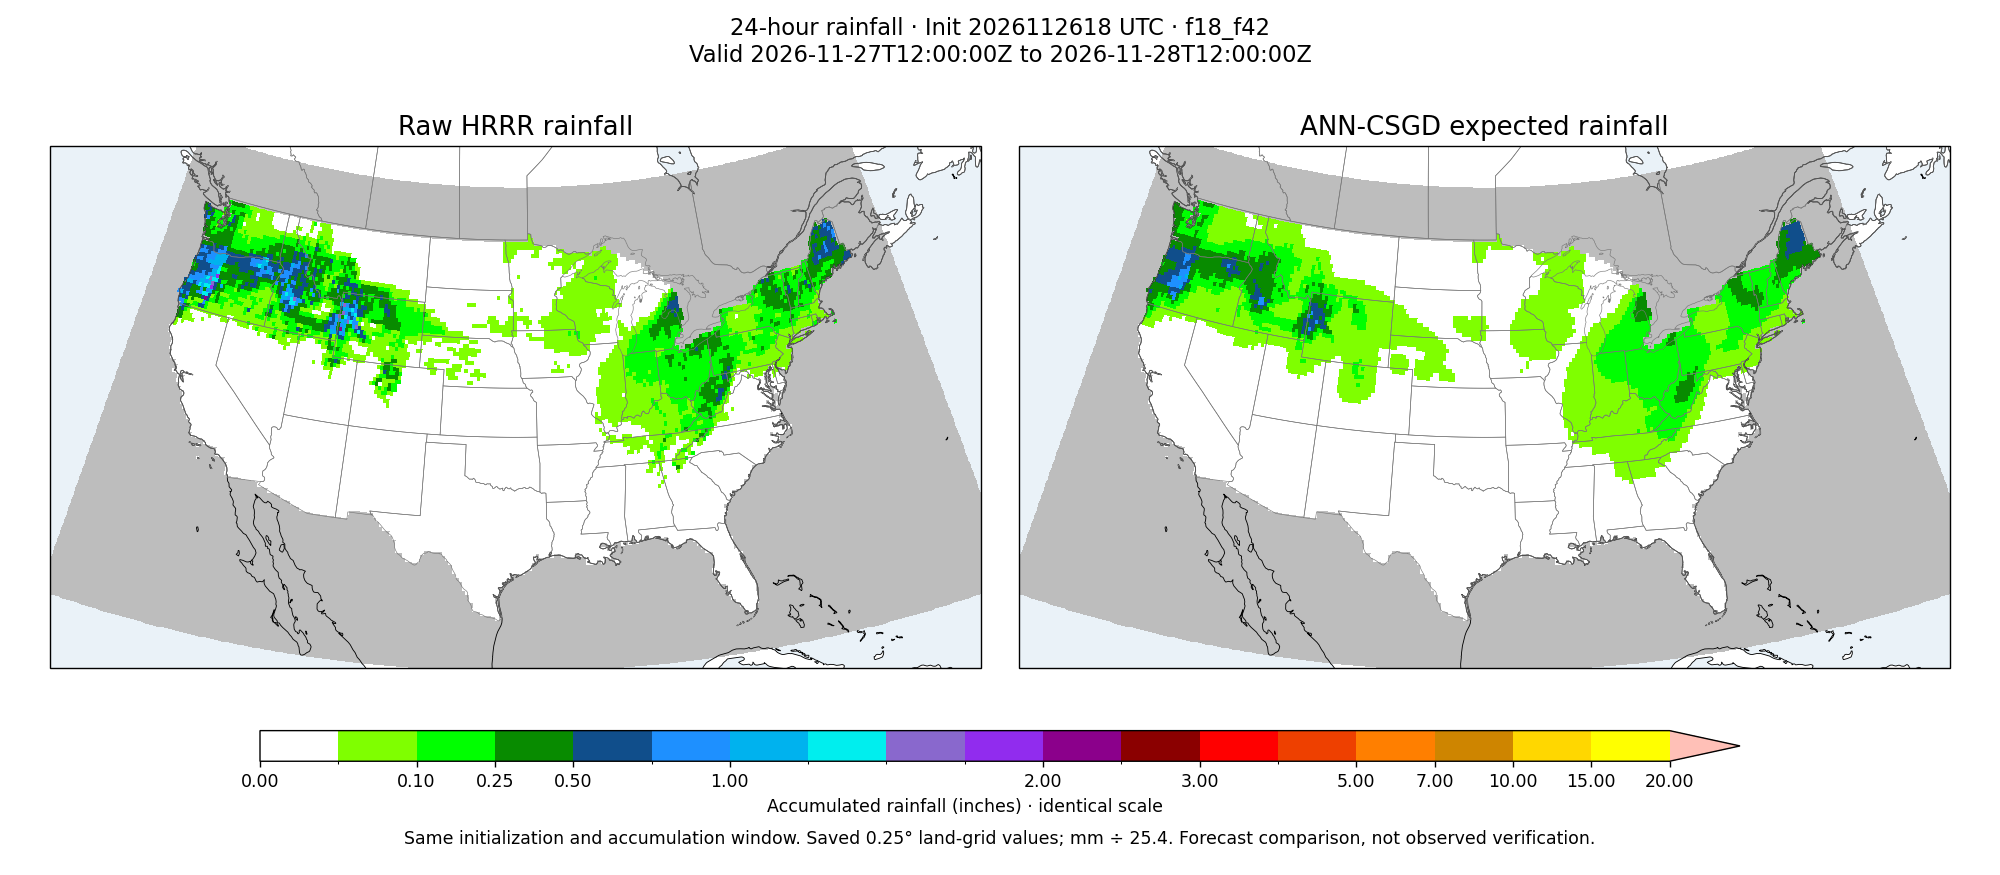 24-hour rainfall · Init 2026112618 UTC · f18_f42
Valid 2026-11-27T12:00:00Z to 2026-11-28T12:00:00Z
Raw HRRR rainfall
ANN-CSGD expected rainfall
0.00 0.10 0.25 0.50 1.00 2.00 3.00 5.00 7.00 10.00 15.00 20.00
Accumulated rainfall (inches) · identical scale
Same initialization and accumulation window. Saved 0.25° land-grid values; mm ÷ 25.4. Forecast comparison, not observed verification.